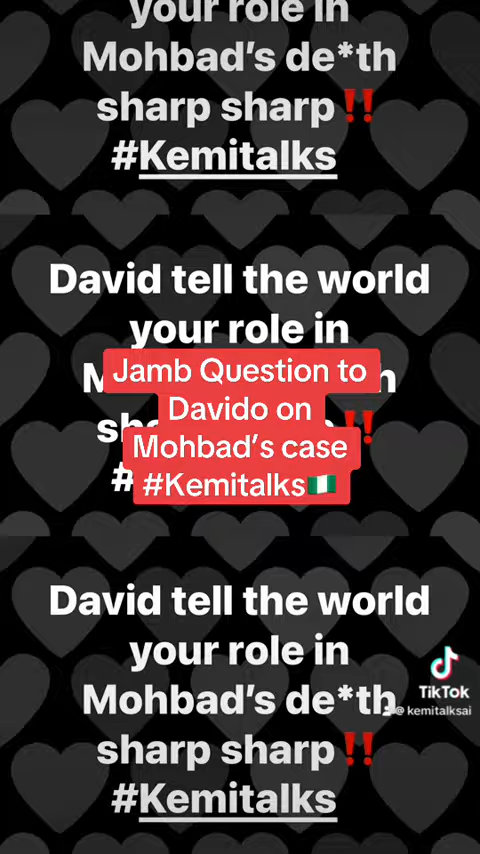 your role in
Mohbad's de*th
sharp sharp‼️
#Kemitalks
David tell the world
your role in
Jamb Question to
Davido on
Mohbad's case
#Kemitalks🇳🇬
David tell the world
your role in
Mohbad's de*th
sharp sharp‼️
#Kemitalks
TikTok
@ kemitalksai